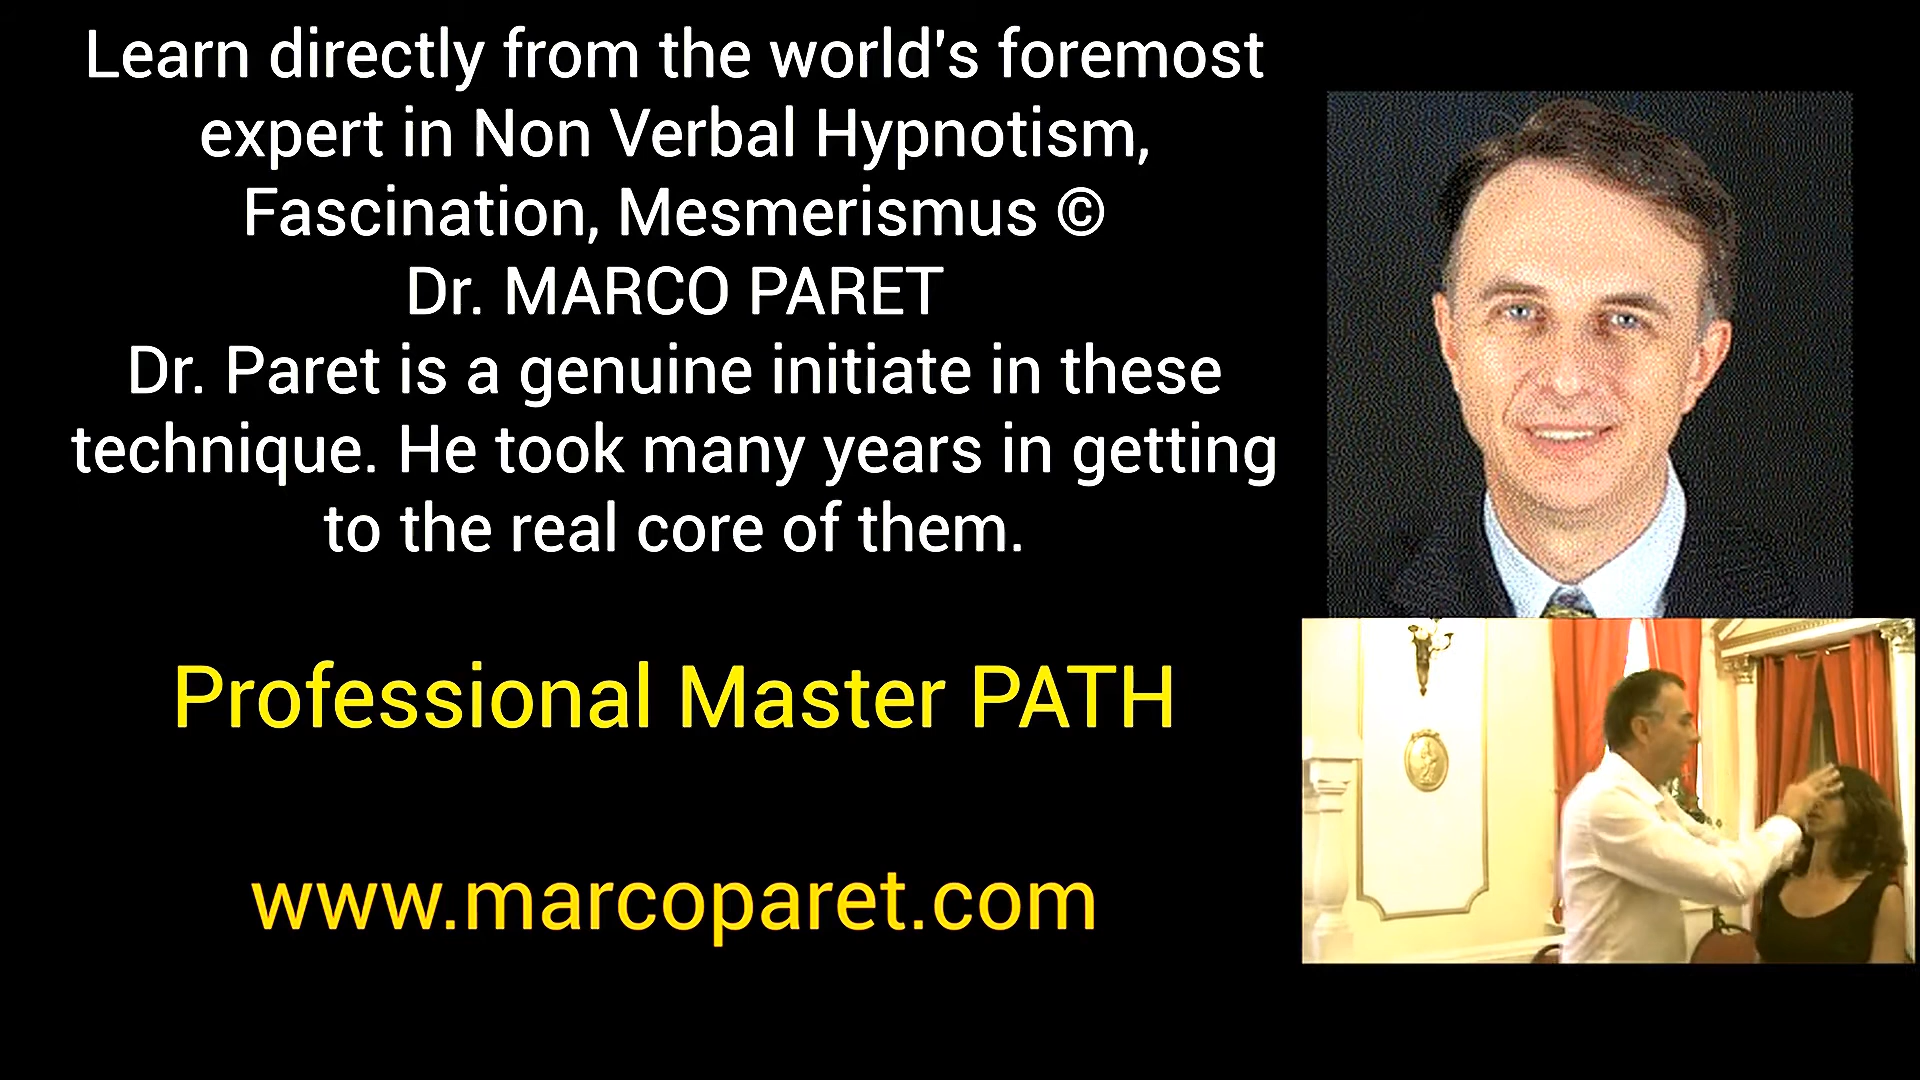 Learn directly from the world's foremost
expert in Non Verbal Hypnotism,
Fascination, Mesmerismus ©
Dr. MARCO PARET
Dr. Paret is a genuine initiate in these
technique. He took many years in getting
to the real core of them.
Professional Master PATH
www.marcoparet.com